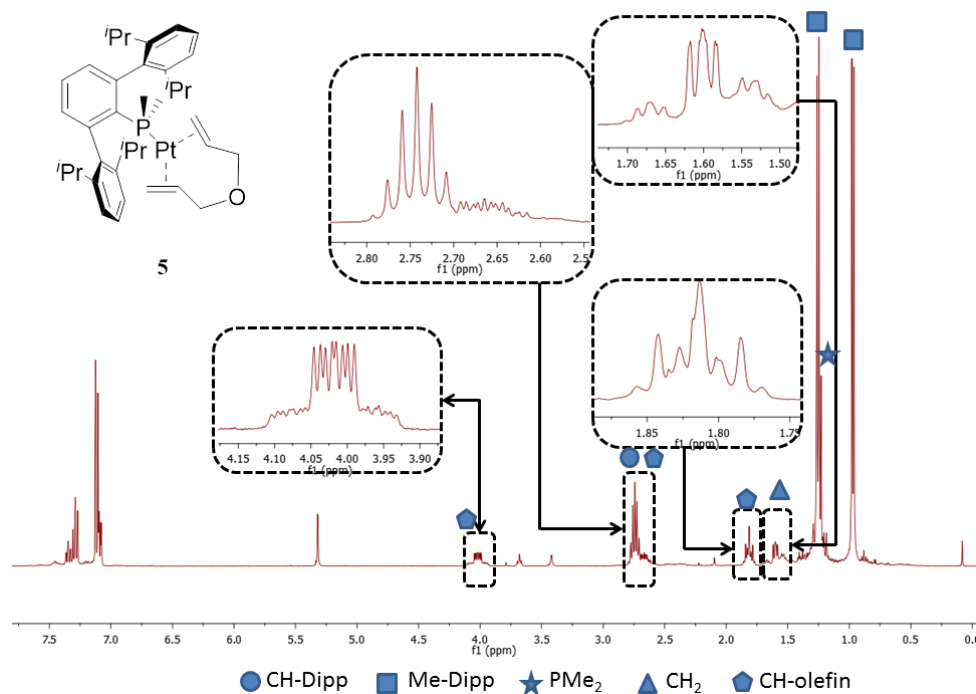 ⁱPr
ⁱPr
P
ⁱPr
Pt
ⁱPr
O
5
2.80 2.75 2.70 2.65 2.60 2.5
f1 (ppm)
1.70 1.65 1.60 1.55 1.50
f1 (ppm)
4.15 4.10 4.05 4.00 3.95 3.90
f1 (ppm)
1.85 1.80 1.75
f1 (ppm)
7.5 7.0 6.5 6.0 5.5 5.0 4.5 4.0 3.5 3.0 2.5 2.0 1.5 1.0 0.5 0.0
f1 (ppm)
CH-Dipp Me-Dipp PMe₂ CH₂ CH-olefin